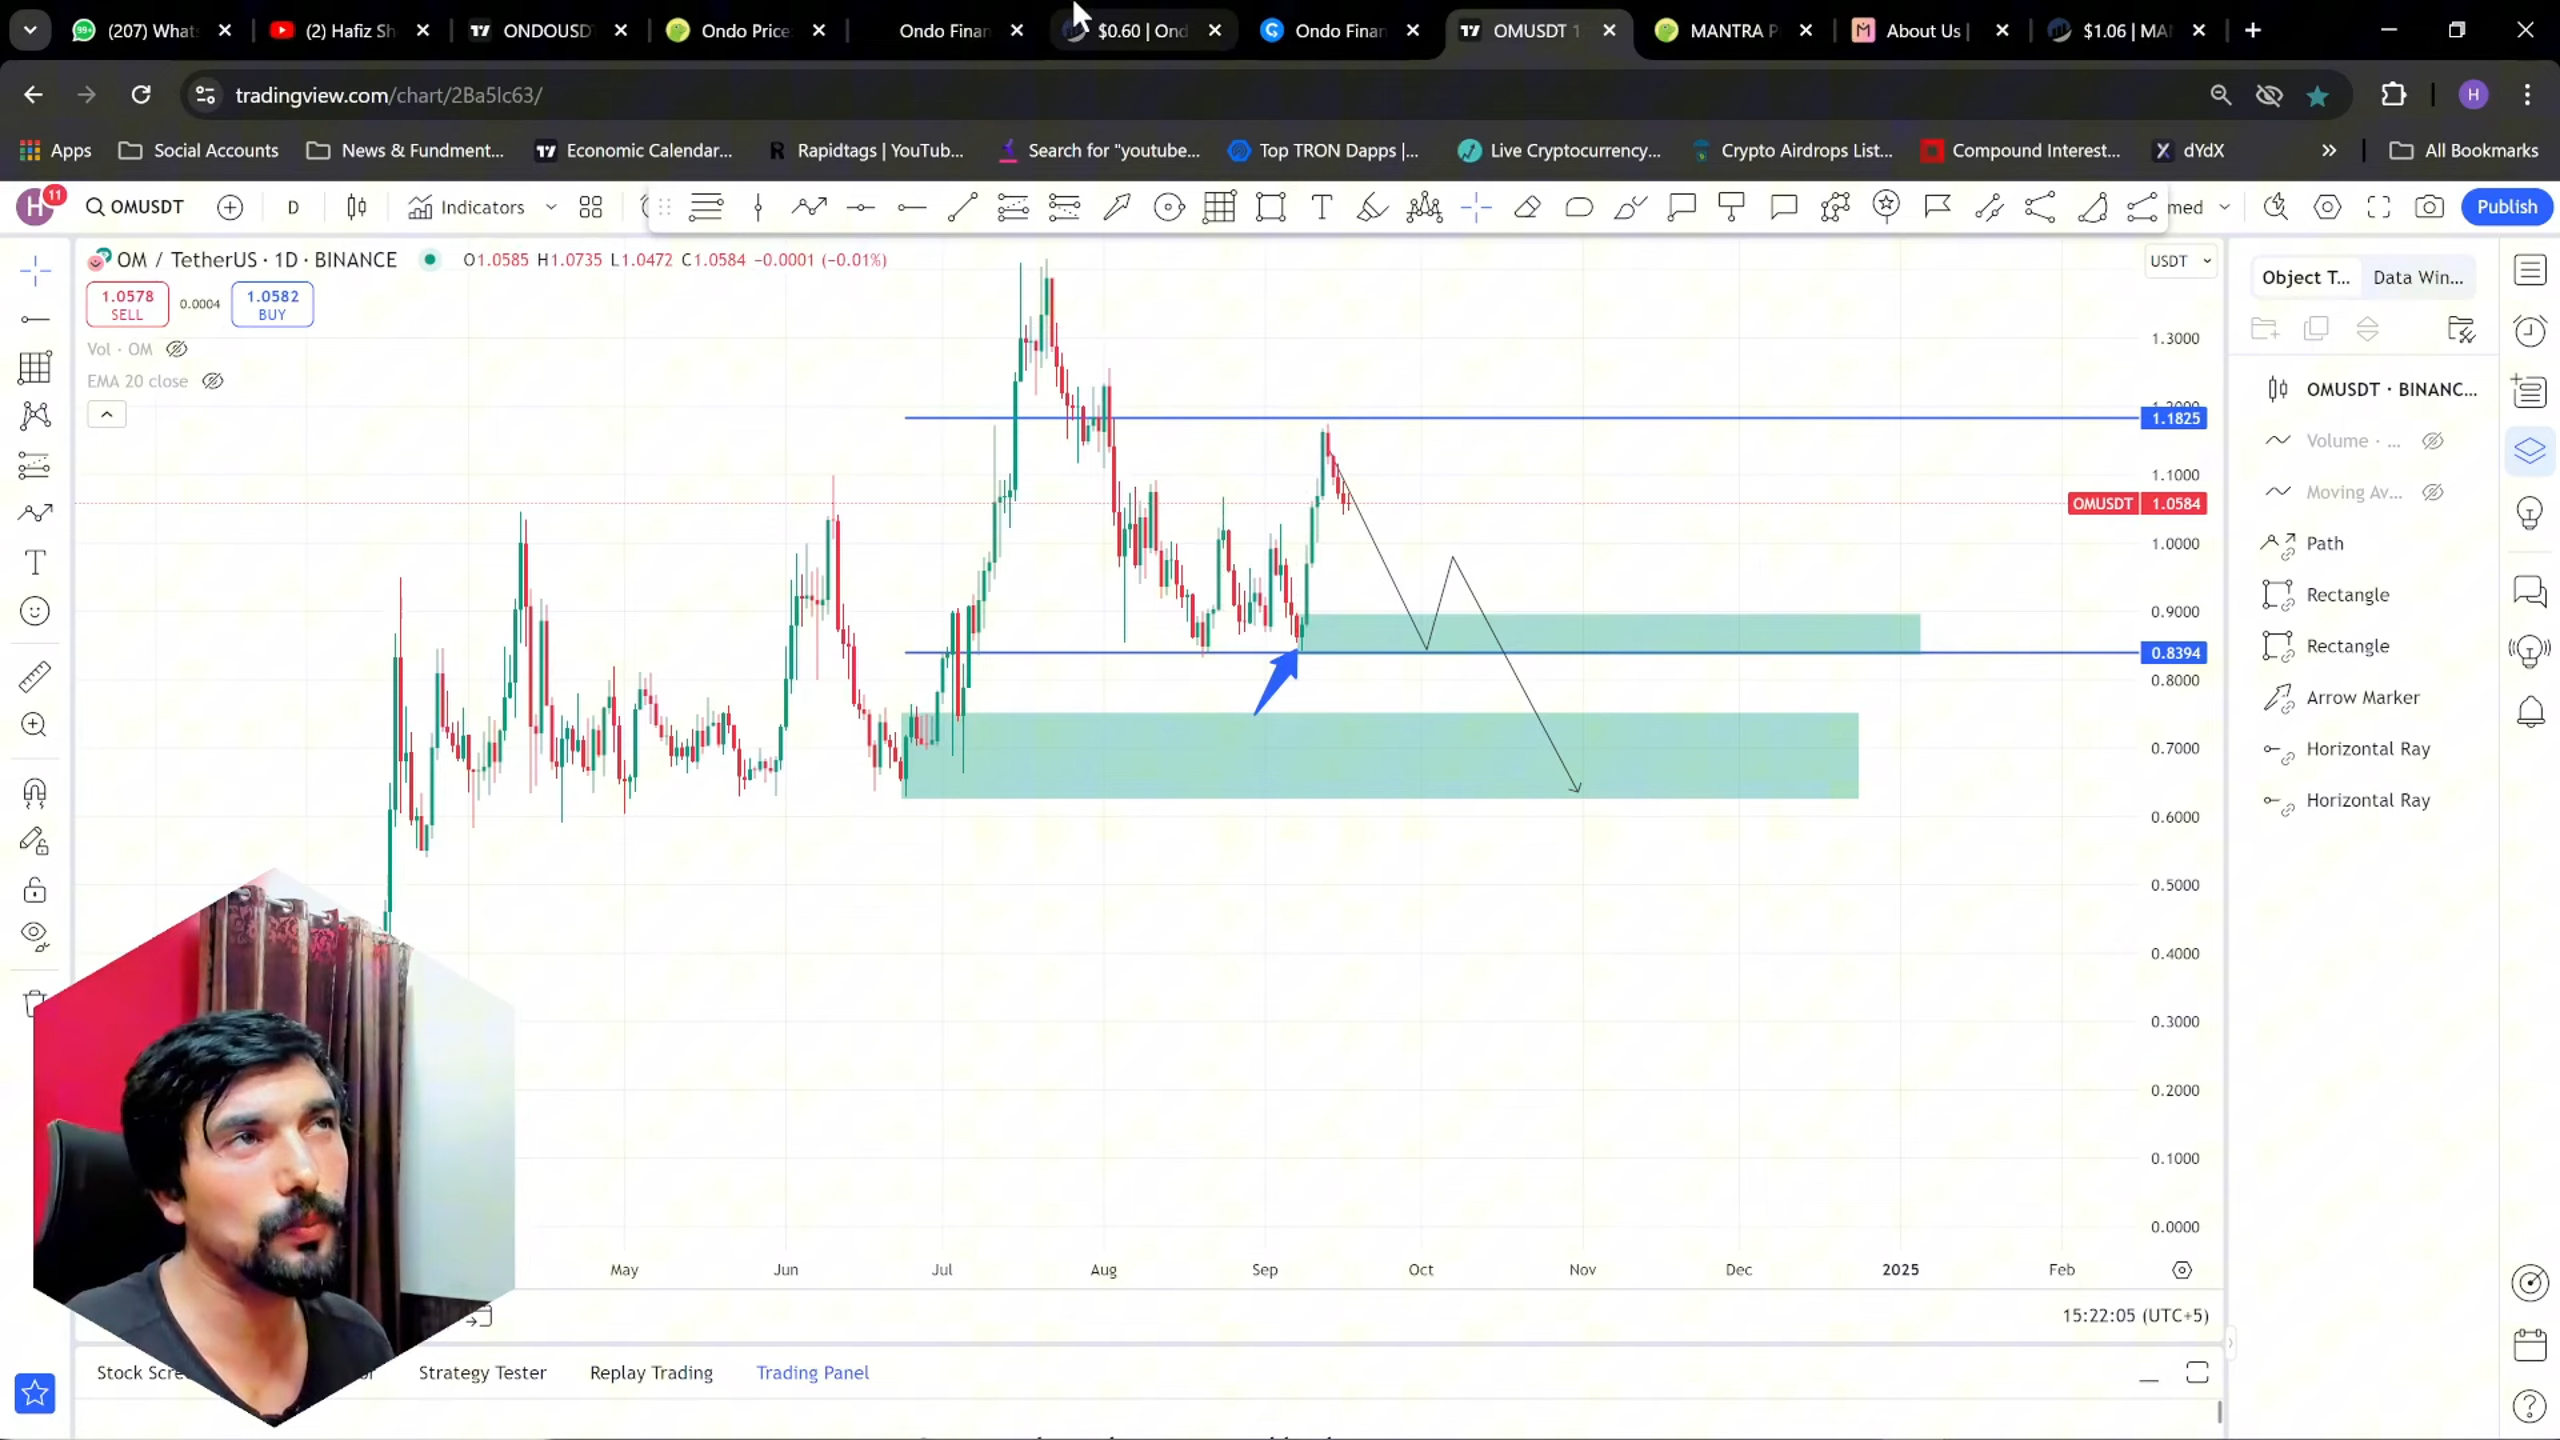 (207) Whats
(2) Hafiz Sh
ONDOUSD
Ondo Price
Ondo Finan
$0.60 | Ond
Ondo Finan
OMUSDT 1
MANTRA P
About Us |
$1.06 | MAN
tradingview.com/chart/2Ba5lc63/
H
Apps
Social Accounts
News & Fundment...
Economic Calendar...
Rapidtags | YouTub...
Search for "youtube...
Top TRON Dapps |...
Live Cryptocurrency...
Crypto Airdrops List...
Compound Interest...
dYdX
All Bookmarks
H
11
OMUSDT
D
Indicators
med
Publish
OM / TetherUS · 1D · BINANCE
O1.0585 H1.0735 L1.0472 C1.0584 −0.0001 (−0.01%)
USDT
1.0578
SELL
0.0004
1.0582
BUY
Vol · OM
EMA 20 close
1.3000
1.1825
1.1000
OMUSDT 1.0584
1.0000
0.9000
0.8394
0.8000
0.7000
0.6000
0.5000
0.4000
0.3000
0.2000
0.1000
0.0000
May
Jun
Jul
Aug
Sep
Oct
Nov
Dec
2025
Feb
15:22:05 (UTC+5)
Stock Scre
Strategy Tester
Replay Trading
Trading Panel
Object T...
Data Win...
OMUSDT · BINANC...
Volume · ...
Moving Av...
Path
Rectangle
Rectangle
Arrow Marker
Horizontal Ray
Horizontal Ray